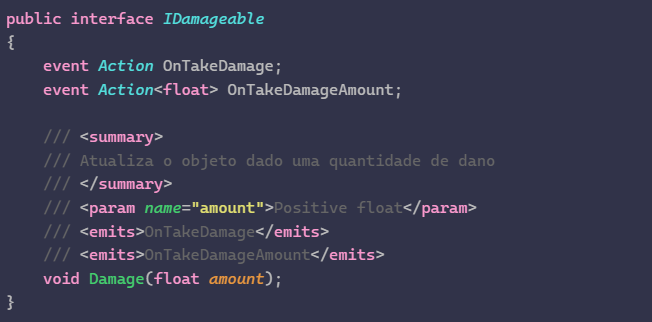 public interface IDamageable
{
    event Action OnTakeDamage;
    event Action<float> OnTakeDamageAmount;

    /// <summary>
    /// Atualiza o objeto dado uma quantidade de dano
    /// </summary>
    /// <param name="amount">Positive float</param>
    /// <emits>OnTakeDamage</emits>
    /// <emits>OnTakeDamageAmount</emits>
    void Damage(float amount);
}